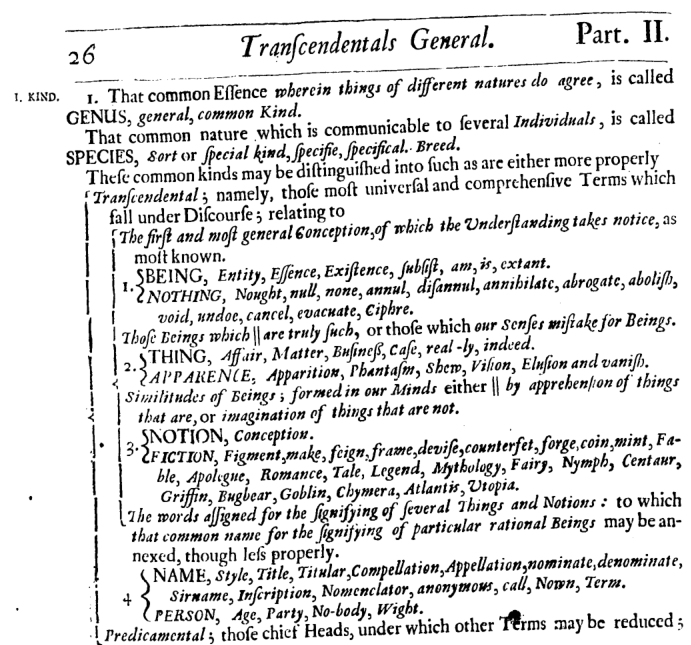 26 Tranſcendentals General. Part. II.
I. KIND. 1. That common Eſſence wherein things of different natures do agree, is called
GENUS, general, common Kind.
That common nature which is communicable to ſeveral Individuals, is called
SPECIES, Sort or ſpecial kind, ſpecifie, ſpecifical. Breed.
Theſe common kinds may be diſtinguiſhed into ſuch as are either more properly
Tranſcendental; namely, thoſe moſt univerſal and comprehenſive Terms which
fall under Diſcourſe; relating to
The firſt and moſt general Conception, of which the Underſtanding takes notice, as
moſt known.
1. BEING, Entity, Eſſence, Exiſtence, ſubſiſt, am, is, extant.
NOTHING, Nought, null, none, annul, diſannul, annihilate, abrogate, aboliſh,
void, undoe, cancel, evacuate, Ciphre.
Thoſe Beings which || are truly ſuch, or thoſe which our Senſes miſtake for Beings.
2. THING, Affair, Matter, Buſineſs, Caſe, real -ly, indeed.
APPARENCE, Apparition, Phantaſm, Shew, Viſion, Eluſion and vaniſh.
Similitudes of Beings; formed in our Minds either || by apprehenſion of things
that are, or imagination of things that are not.
3. NOTION, Conception.
FICTION, Figment, make, feign, frame, deviſe, counterfet, forge, coin, mint, Fa-
ble, Apologue, Romance, Tale, Legend, Mythology, Fairy, Nymph, Centaur,
Griffin, Bugbear, Goblin, Chymera, Atlantis, Utopia.
The words aſſigned for the ſignifying of ſeveral Things and Notions: to which
that common name for the ſignifying of particular rational Beings may be an-
nexed, though leſs properly.
4 NAME, Style, Title, Titular, Compellation, Appellation, nominate, denominate,
Sirname, Inſcription, Nomenclator, anonymous, call, Nown, Term.
PERSON, Age, Party, No-body, Wight.
Predicamental; thoſe chief Heads, under which other Terms may be reduced;